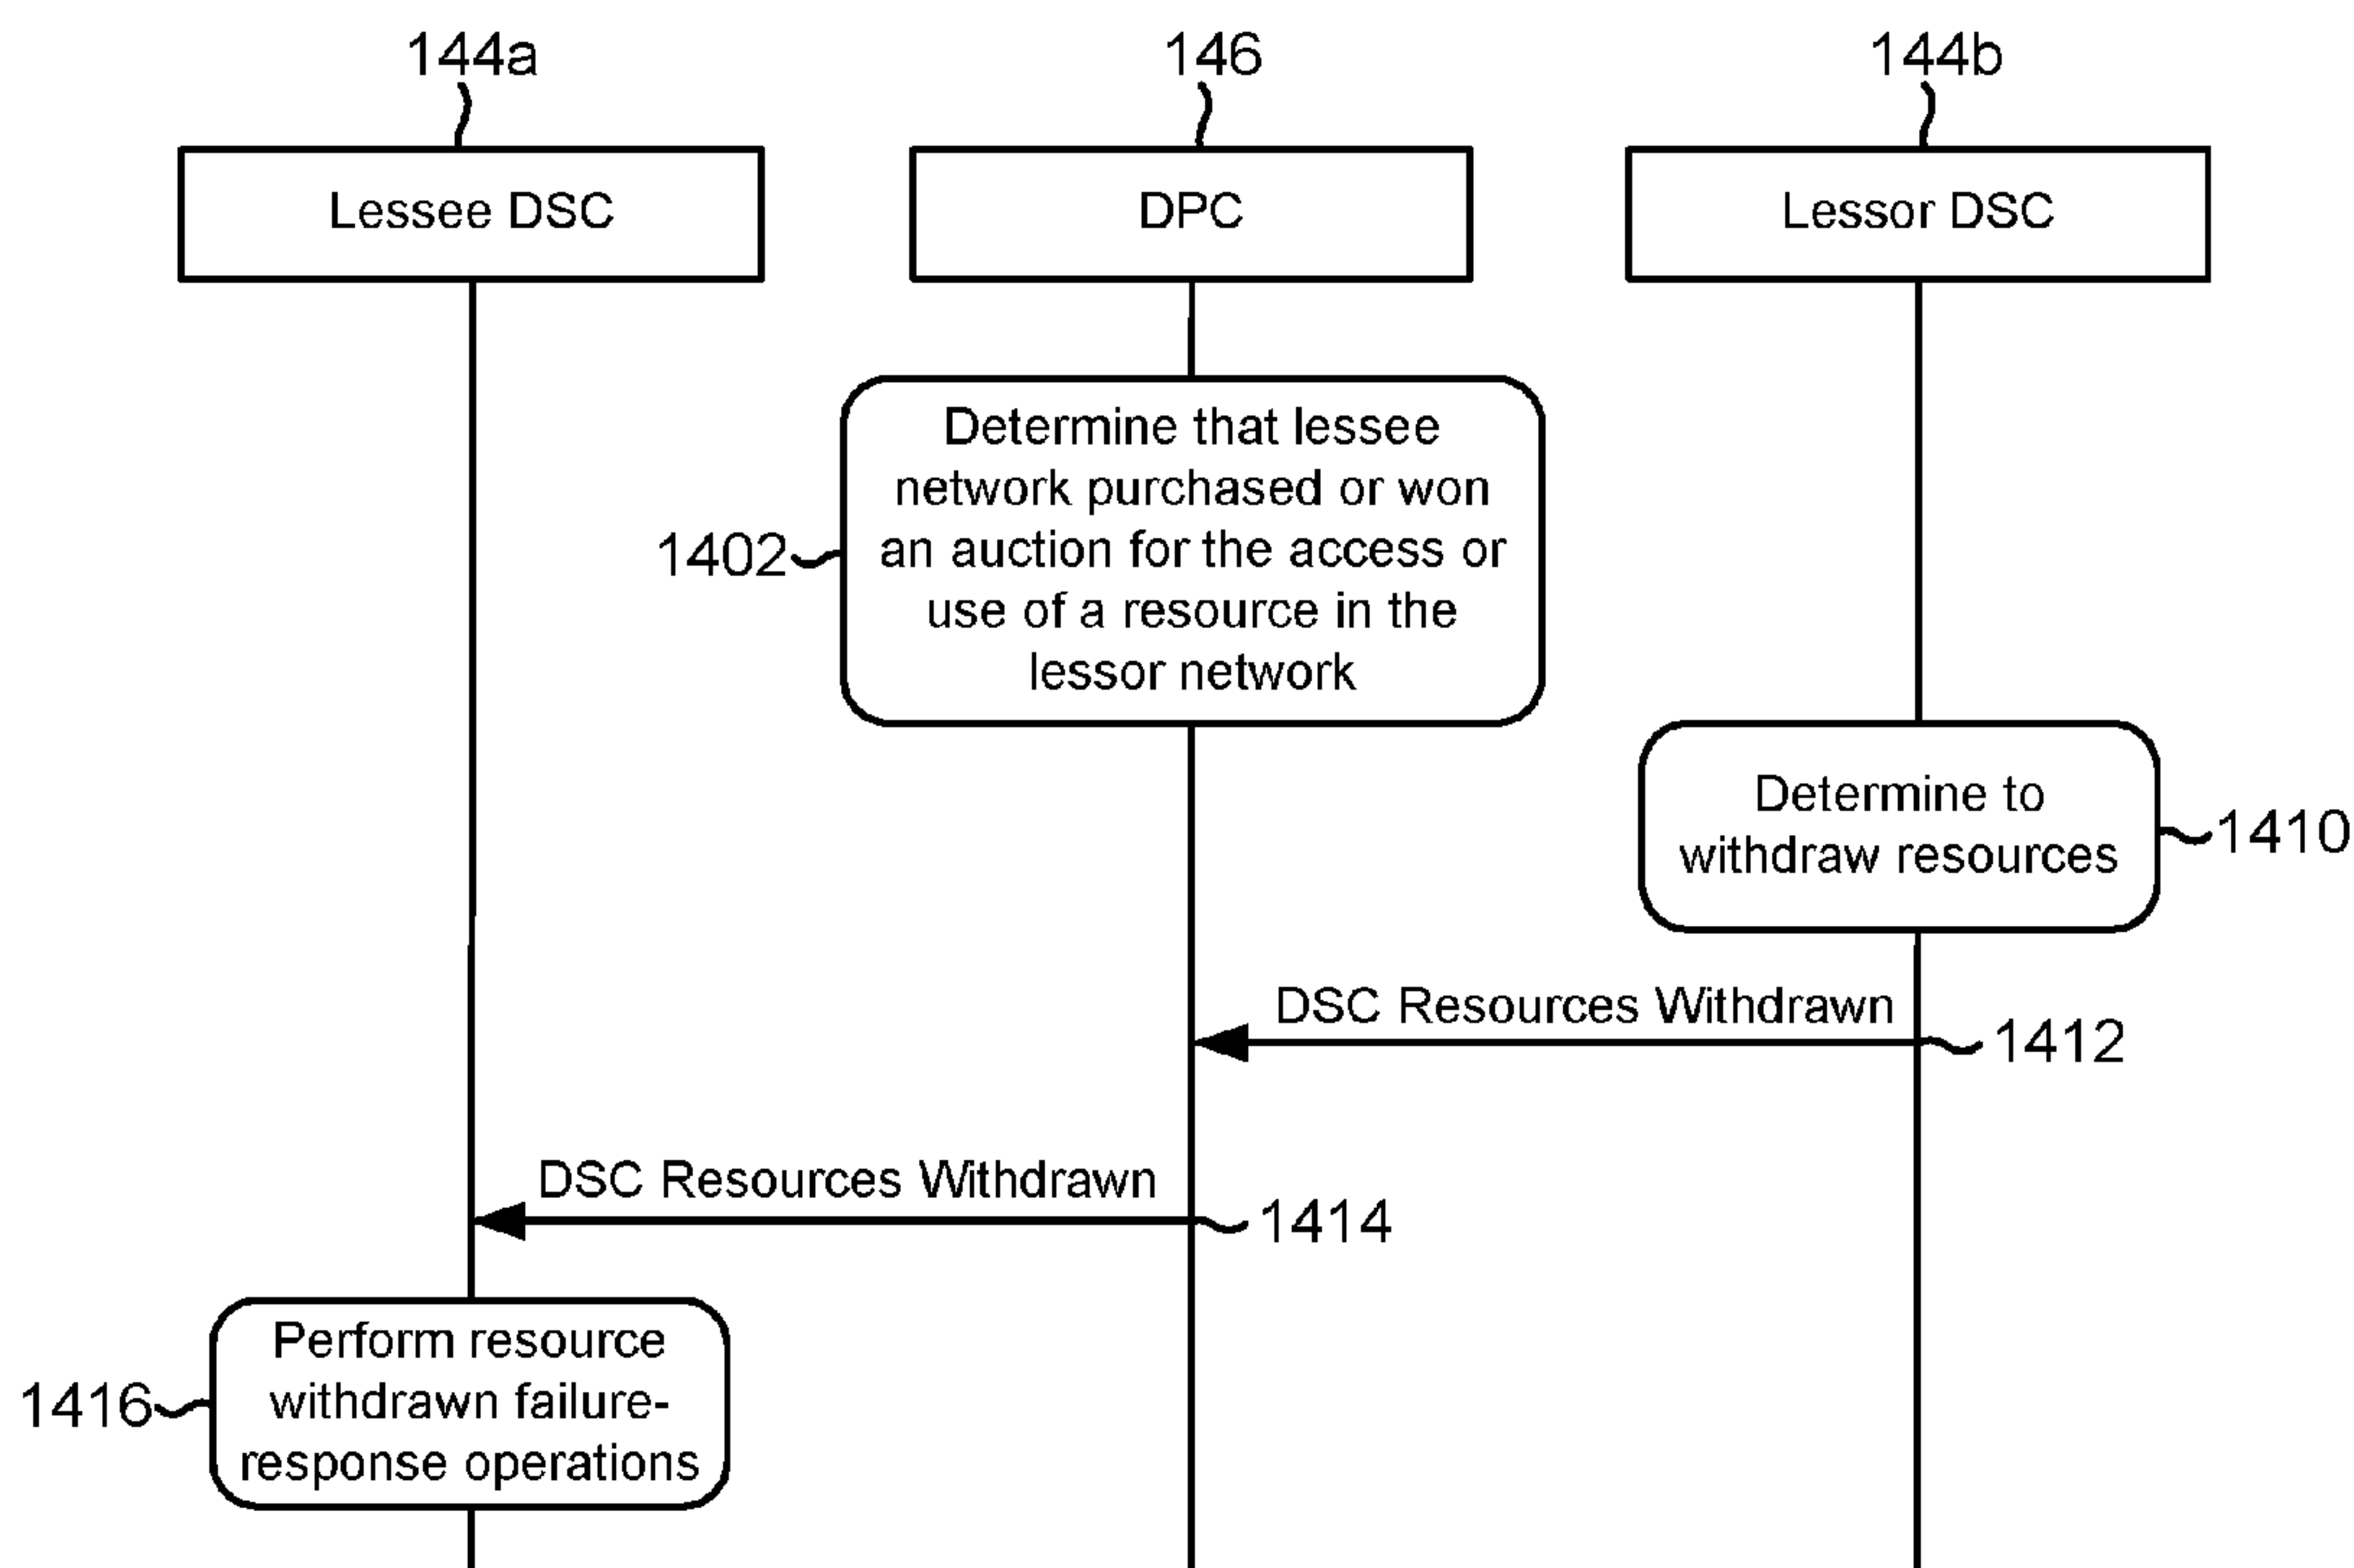 144a
146
144b
Lessee DSC
DPC
Lessor DSC
Determine that lessee
network purchased or won
an auction for the access or
use of a resource in the
lessor network
1402
Determine to
withdraw resources
1410
DSC Resources Withdrawn
1412
DSC Resources Withdrawn
1414
Perform resource
withdrawn failure-
response operations
1416